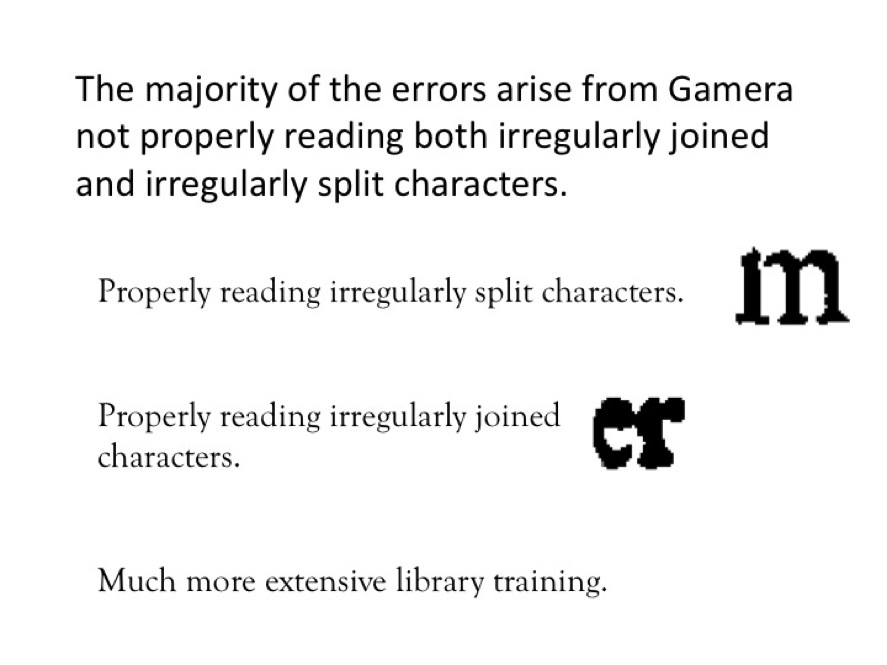 The majority of the errors arise from Gamera
not properly reading both irregularly joined
and irregularly split characters.
Properly reading irregularly split characters.
m
Properly reading irregularly joined
characters.
er
Much more extensive library training.